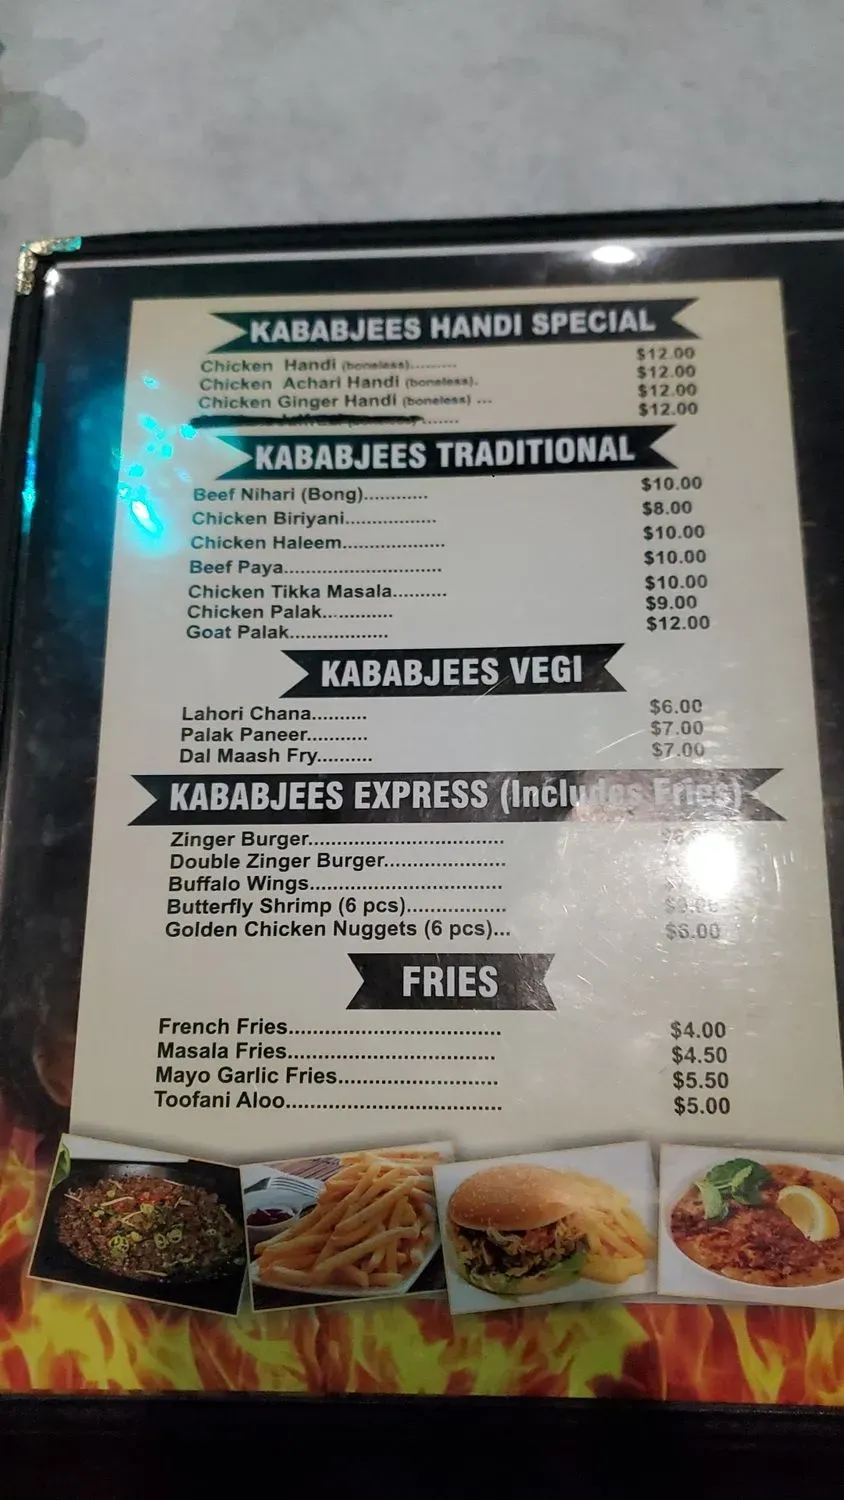 KABABJEES HANDI SPECIAL
Chicken Handi (boneless)......... $12.00
Chicken Achari Handi (boneless). $12.00
Chicken Ginger Handi (boneless) ... $12.00
(boneless)....... $12.00
KABABJEES TRADITIONAL
Beef Nihari (Bong)............ $10.00
Chicken Biriyani................. $8.00
Chicken Haleem................... $10.00
Beef Paya............................. $10.00
Chicken Tikka Masala.......... $10.00
Chicken Palak............. $9.00
Goat Palak................... $12.00
KABABJEES VEGI
Lahori Chana.......... $6.00
Palak Paneer........... $7.00
Dal Maash Fry.......... $7.00
KABABJEES EXPRESS (Includes Fries)
Zinger Burger...................................
Double Zinger Burger......................
Buffalo Wings..................................
Butterfly Shrimp (6 pcs).................
Golden Chicken Nuggets (6 pcs)... $6.00
FRIES
French Fries................................... $4.00
Masala Fries................................... $4.50
Mayo Garlic Fries.......................... $5.50
Toofani Aloo.................................... $5.00